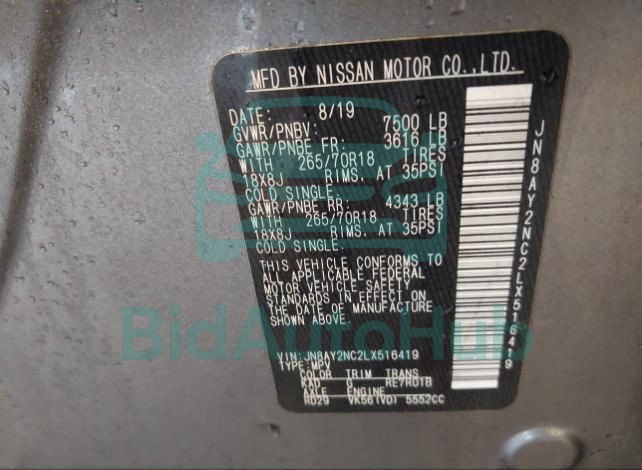 MFD BY NISSAN MOTOR CO.,LTD.
DATE: 8/19
GVWR/PNBV: 7500 LB
GAWR/PNBE FR: 3616 LB
WITH 265/70R18 TIRES
18X8J RIMS. AT 35PSI
COLD SINGLE.
GAWR/PNBE RR: 4343 LB
WITH 265/70R18 TIRES
18X8J RIMS. AT 35PSI
COLD SINGLE.
THIS VEHICLE CONFORMS TO
ALL APPLICABLE FEDERAL
MOTOR VEHICLE SAFETY
STANDARDS IN EFFECT ON
THE DATE OF MANUFACTURE
SHOWN ABOVE.
VIN: JN8AY2NC2LX516419
TYPE: MPV
COLOR TRIM TRANS
KAD G RE7R01B
AXLE ENGINE
RD29 VK56(VD) 5552CC
JN8AY2NC2LX516419
BidAutoHub